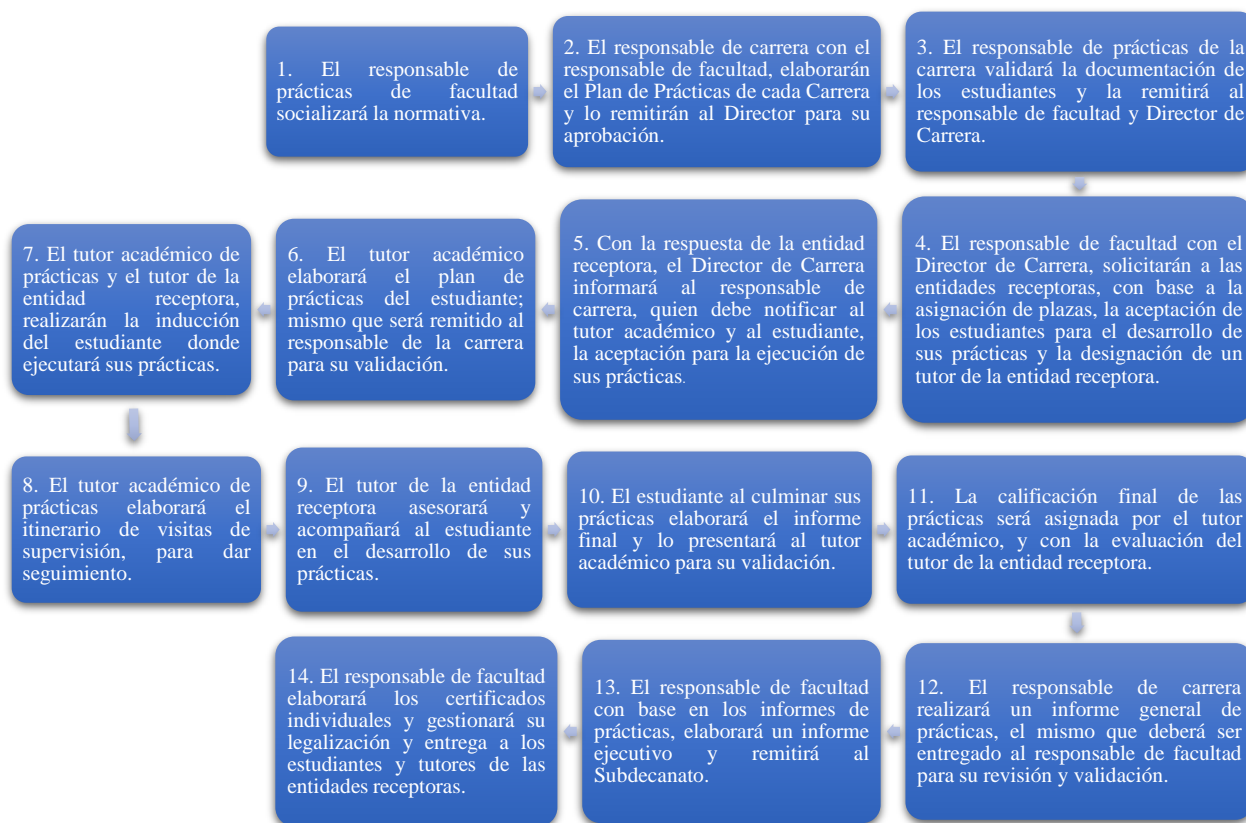 1. El responsable de
prácticas de facultad
socializará la normativa.
2. El responsable de carrera con el
responsable de facultad, elaborarán
el Plan de Prácticas de cada Carrera
y lo remitirán al Director para su
aprobación.
3. El responsable de prácticas de la
carrera validará la documentación de
los estudiantes y la remitirá al
responsable de facultad y Director de
Carrera.
4. El responsable de facultad con el
Director de Carrera, solicitarán a las
entidades receptoras, con base a la
asignación de plazas, la aceptación de
los estudiantes para el desarrollo de
sus prácticas y la designación de un
tutor de la entidad receptora.
5. Con la respuesta de la entidad
receptora, el Director de Carrera
informará al responsable de
carrera, quien debe notificar al
tutor académico y al estudiante,
la aceptación para la ejecución de
sus prácticas.
6. El tutor académico
elaborará el plan de
prácticas del estudiante;
mismo que será remitido al
responsable de la carrera
para su validación.
7. El tutor académico de
prácticas y el tutor de la
entidad receptora,
realizarán la inducción
del estudiante donde
ejecutará sus prácticas.
8. El tutor académico de
prácticas elaborará el
itinerario de visitas de
supervisión, para dar
seguimiento.
9. El tutor de la entidad
receptora asesorará y
acompañará al estudiante
en el desarrollo de sus
prácticas.
10. El estudiante al culminar sus
prácticas elaborará el informe
final y lo presentará al tutor
académico para su validación.
11. La calificación final de las
prácticas será asignada por el tutor
académico, y con la evaluación del
tutor de la entidad receptora.
12. El responsable de carrera
realizará un informe general de
prácticas, el mismo que deberá ser
entregado al responsable de facultad
para su revisión y validación.
13. El responsable de facultad
con base en los informes de
prácticas, elaborará un informe
ejecutivo y remitirá al
Subdecanato.
14. El responsable de facultad
elaborará los certificados
individuales y gestionará su
legalización y entrega a los
estudiantes y tutores de las
entidades receptoras.